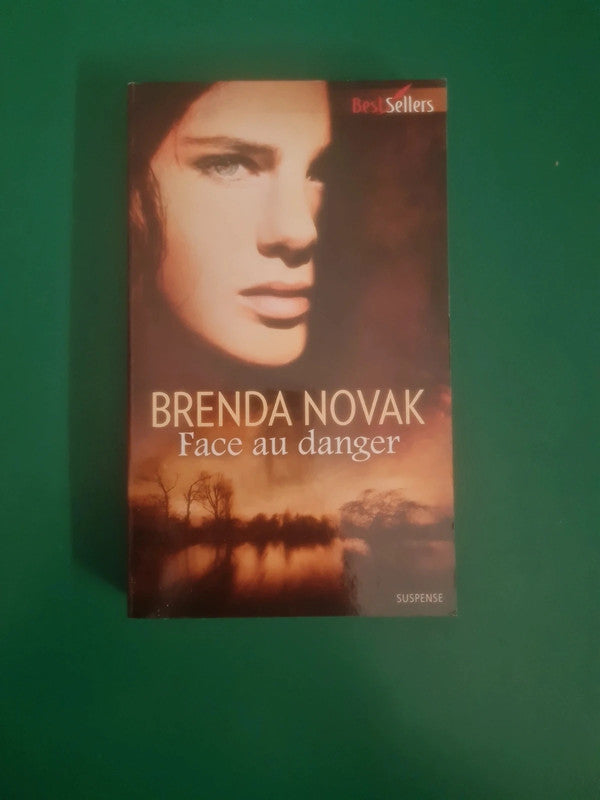 BestSellers
BRENDA NOVAK
Face au danger
SUSPENSE